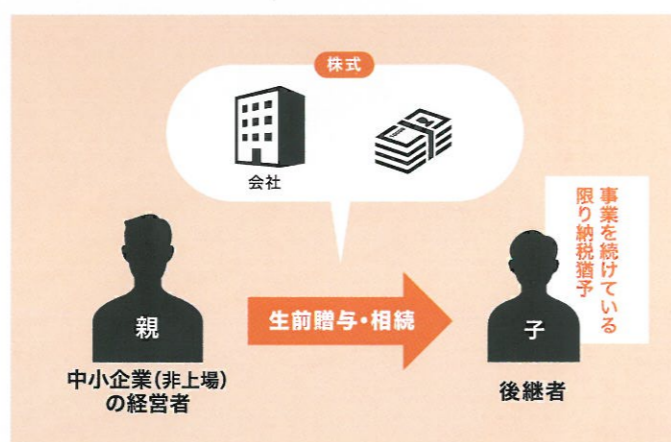 株式
会社
事業を続けている
限り納税猶予
親
生前贈与・相続
子
中小企業(非上場)
の経営者
後継者